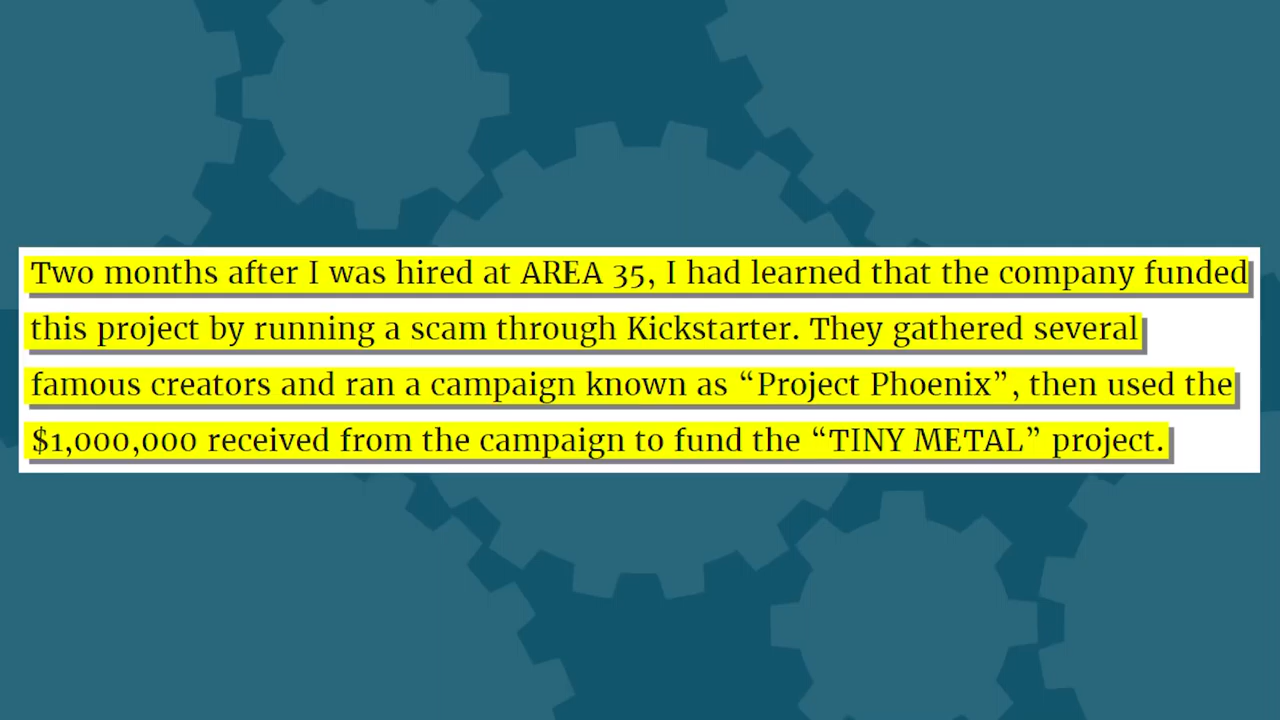 Two months after I was hired at AREA 35, I had learned that the company funded
this project by running a scam through Kickstarter. They gathered several
famous creators and ran a campaign known as “Project Phoenix”, then used the
$1,000,000 received from the campaign to fund the “TINY METAL” project.